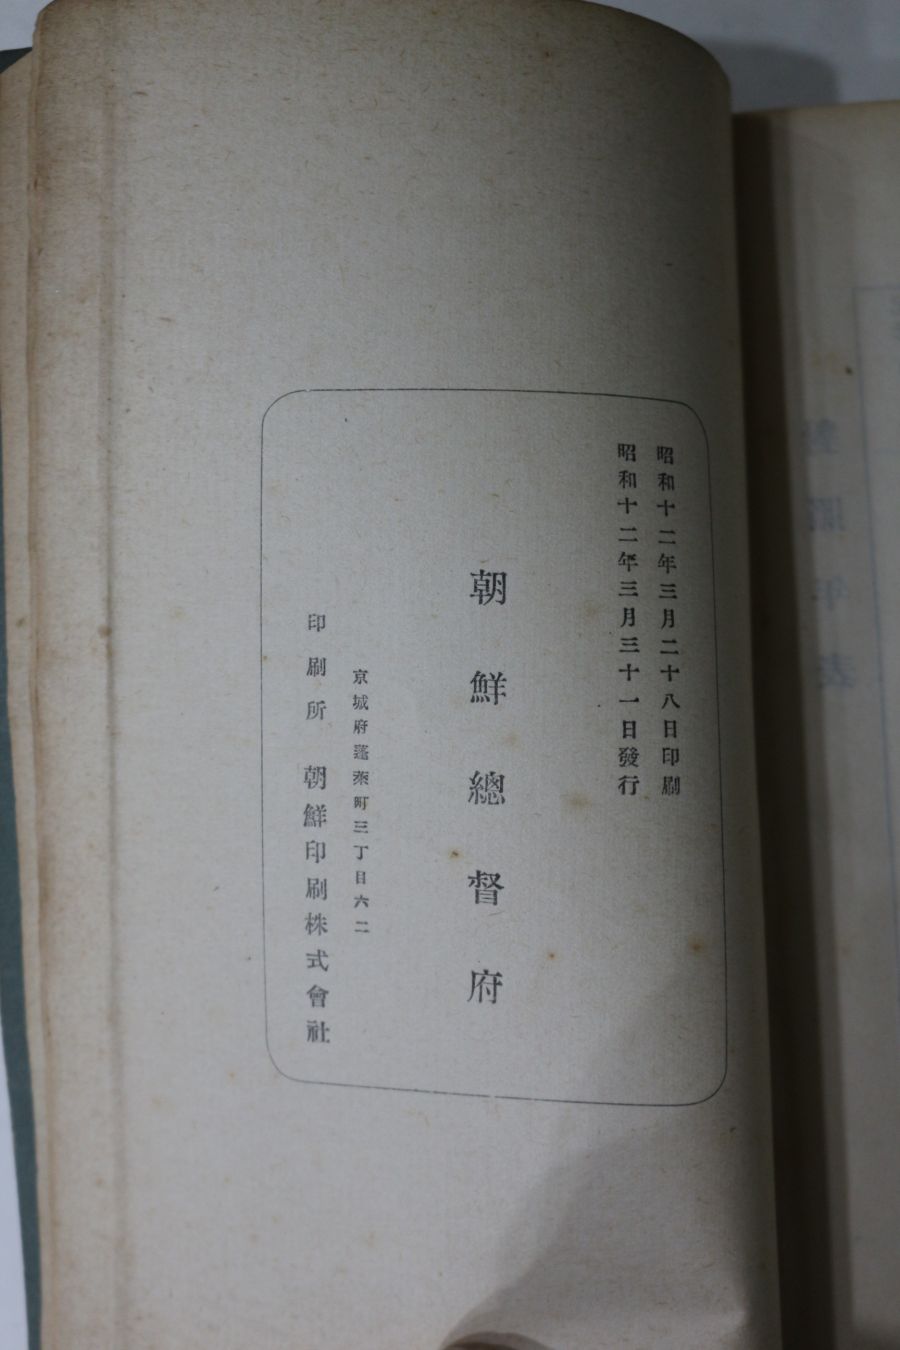 昭和十二年三月二十八日印刷
昭和十二年三月三十一日發行
朝鮮總督府
京城府蓬萊町三丁目六二
印刷所 朝鮮印刷株式會社